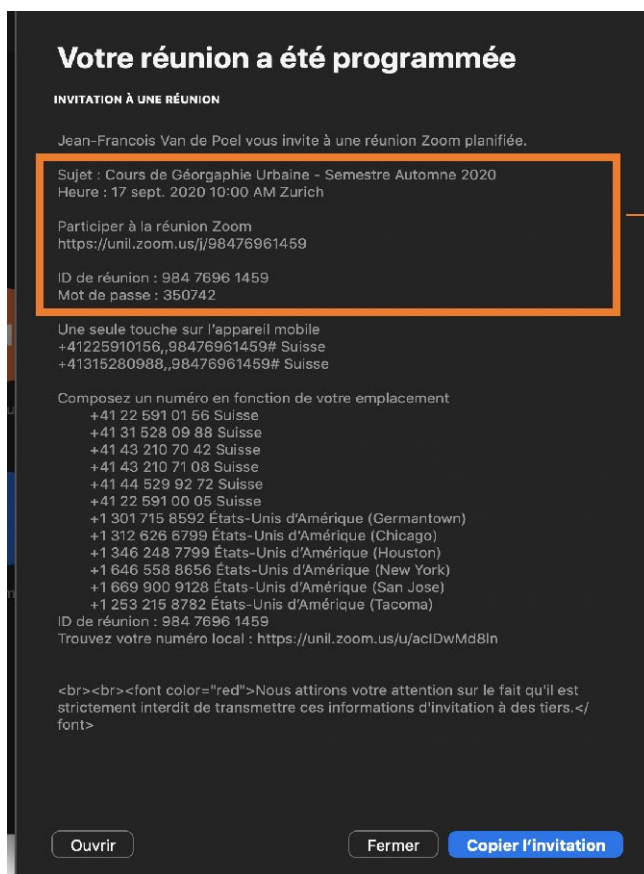 Votre réunion a été programmée
INVITATION À UNE RÉUNION
Jean-Francois Van de Poel vous invite à une réunion Zoom planifiée.
Sujet : Cours de Géorgaphie Urbaine - Semestre Automne 2020
Heure : 17 sept. 2020 10:00 AM Zurich
Participer à la réunion Zoom
https://unil.zoom.us/j/98476961459
ID de réunion : 984 7696 1459
Mot de passe : 350742
Une seule touche sur l'appareil mobile
+41225910156,,98476961459# Suisse
+41315280988,,98476961459# Suisse
Composez un numéro en fonction de votre emplacement
+41 22 591 01 56 Suisse
+41 31 528 09 88 Suisse
+41 43 210 70 42 Suisse
+41 43 210 71 08 Suisse
+41 44 529 92 72 Suisse
+41 22 591 00 05 Suisse
+1 301 715 8592 États-Unis d'Amérique (Germantown)
+1 312 626 6799 États-Unis d'Amérique (Chicago)
+1 346 248 7799 États-Unis d'Amérique (Houston)
+1 646 558 8656 États-Unis d'Amérique (New York)
+1 669 900 9128 États-Unis d'Amérique (San Jose)
+1 253 215 8782 États-Unis d'Amérique (Tacoma)
ID de réunion : 984 7696 1459
Trouvez votre numéro local : https://unil.zoom.us/u/aclDwMd8ln
<br><br><font color="red">Nous attirons votre attention sur le fait qu'il est
strictement interdit de transmettre ces informations d'invitation à des tiers.</
font>
Ouvrir
Fermer
Copier l'invitation